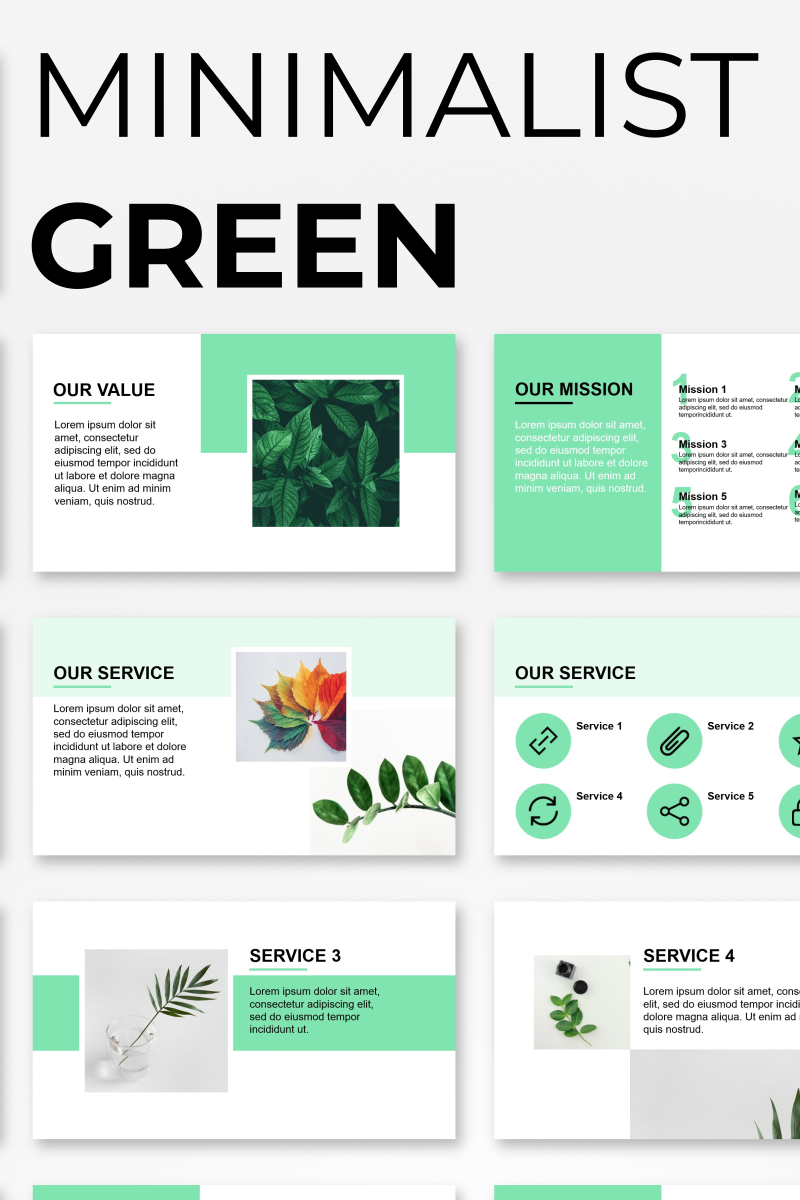 MINIMALIST
GREEN
OUR VALUE
Lorem ipsum dolor sit
amet, consectetur
adipiscing elit, sed do
eiusmod tempor incididunt
ut labore et dolore magna
aliqua. Ut enim ad minim
veniam, quis nostrud.
OUR MISSION
Lorem ipsum dolor sit amet,
consectetur adipiscing elit,
sed do eiusmod tempor
incididunt ut labore et dolore
magna aliqua. Ut enim ad
minim veniam, quis nostrud.
1
Mission 1
Lorem ipsum dolor sit amet, consectetur
adipiscing elit, sed do eiusmod
temporincididunt ut.
3
Mission 3
Lorem ipsum dolor sit amet, consectetur
adipiscing elit, sed do eiusmod
temporincididunt ut.
5
Mission 5
Lorem ipsum dolor sit amet, consectetur
adipiscing elit, sed do eiusmod
temporincididunt ut.
OUR SERVICE
Lorem ipsum dolor sit amet,
consectetur adipiscing elit,
sed do eiusmod tempor
incididunt ut labore et dolore
magna aliqua. Ut enim ad
minim veniam, quis nostrud.
OUR SERVICE
Service 1
Service 2
Service 4
Service 5
SERVICE 3
Lorem ipsum dolor sit amet,
consectetur adipiscing elit,
sed do eiusmod tempor
incididunt ut.
SERVICE 4
Lorem ipsum dolor sit amet,
elit, sed do eiusmod tempor
dolore magna aliqua. Ut enim ad
quis nostrud.